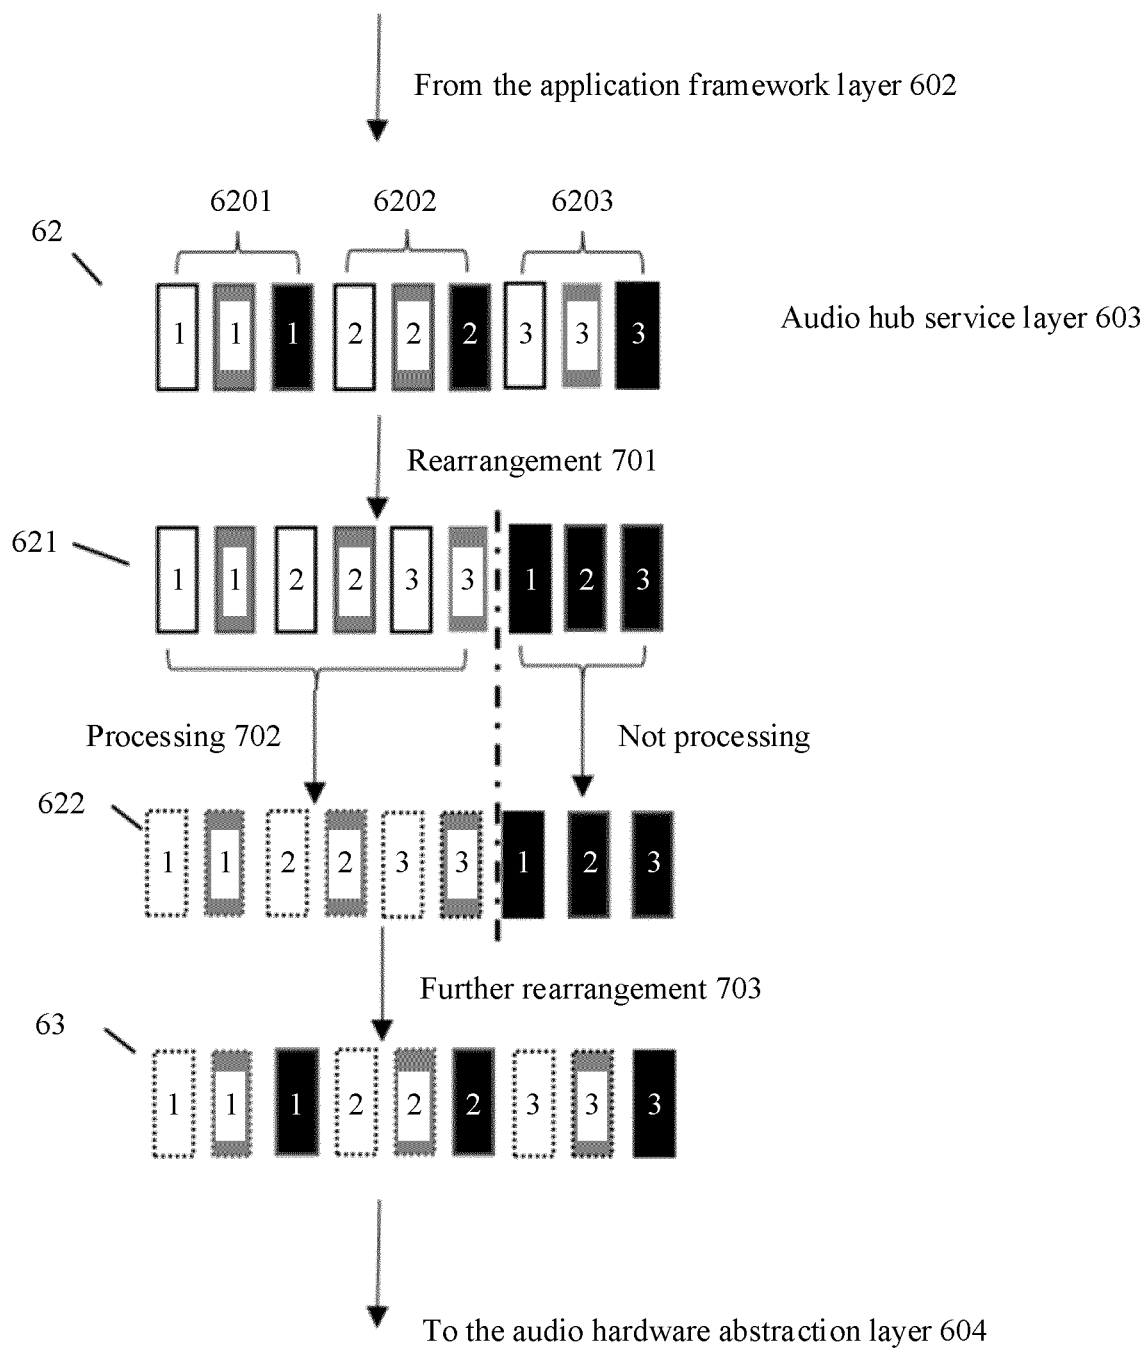 From the application framework layer 602
6201 6202 6203
62
1 1 1 2 2 2 3 3 3
Audio hub service layer 603
Rearrangement 701
621
1 1 2 2 3 3 1 2 3
Processing 702
Not processing
622
1 1 2 2 3 3 1 2 3
Further rearrangement 703
63
1 1 1 2 2 2 3 3 3
To the audio hardware abstraction layer 604